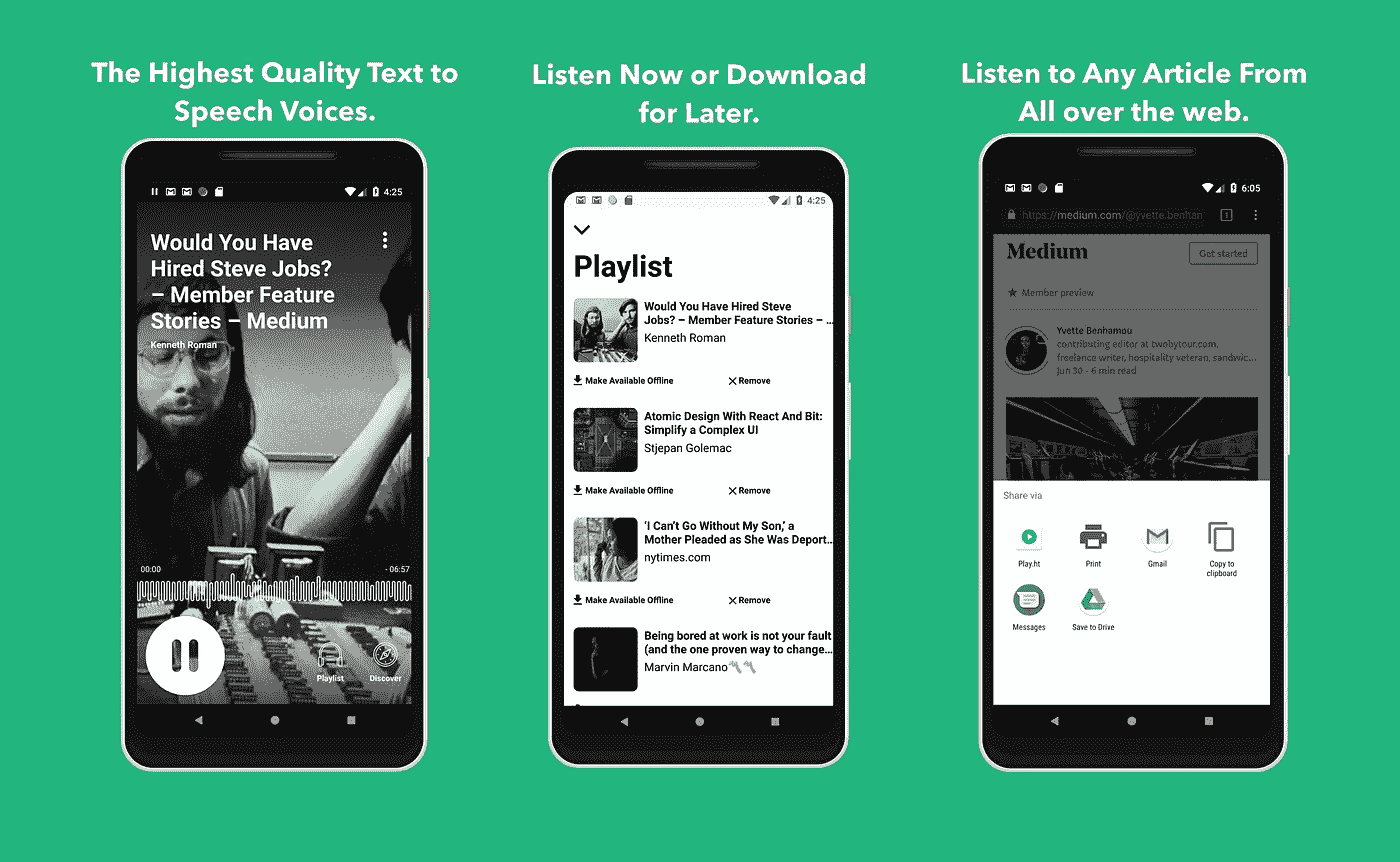 The Highest Quality Text to
Speech Voices.
4:25
Would You Have
Hired Steve Jobs?
– Member Feature
Stories – Medium
Kenneth Roman
00:00
- 06:57
Playlist
Discover
Listen Now or Download
for Later.
4:25
Playlist
Would You Have Hired Steve
Jobs? – Member Feature Stories – ...
Kenneth Roman
Make Available Offline
Remove
Atomic Design With React And Bit:
Simplify a Complex UI
Stjepan Golemac
Make Available Offline
Remove
‘I Can’t Go Without My Son,’ a
Mother Pleaded as She Was Deport...
nytimes.com
Make Available Offline
Remove
Being bored at work is not your fault
(and the one proven way to change...
Marvin Marcano
Listen to Any Article From
All over the web.
6:05
https://medium.com/@yvette.benhan
1
Medium
Get started
Member preview
Yvette Benhamou
contributing editor at twobytour.com,
freelance writer, hospitality veteran, sandwic...
Jun 30 · 6 min read
Share via
Play.ht
Print
Gmail
Copy to
clipboard
Messages
Save to Drive